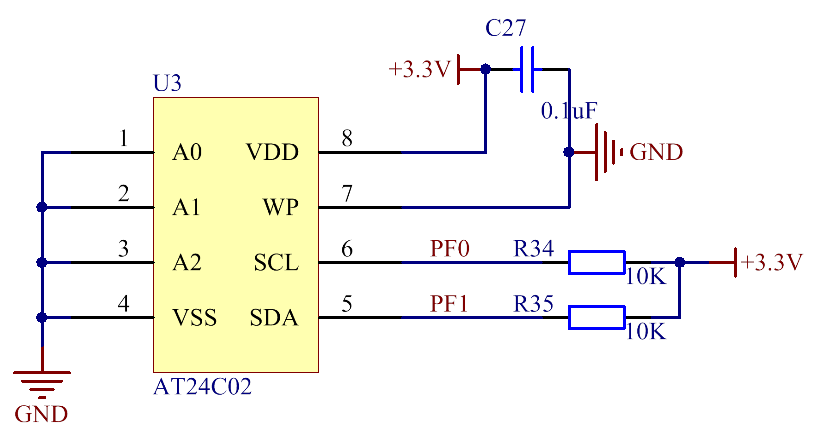 C27
+3.3V
U3
0.1uF
1 A0 VDD 8 GND
2 A1 WP 7
3 A2 SCL 6 PF0 R34 10K +3.3V
4 VSS SDA 5 PF1 R35 10K
AT24C02
GND